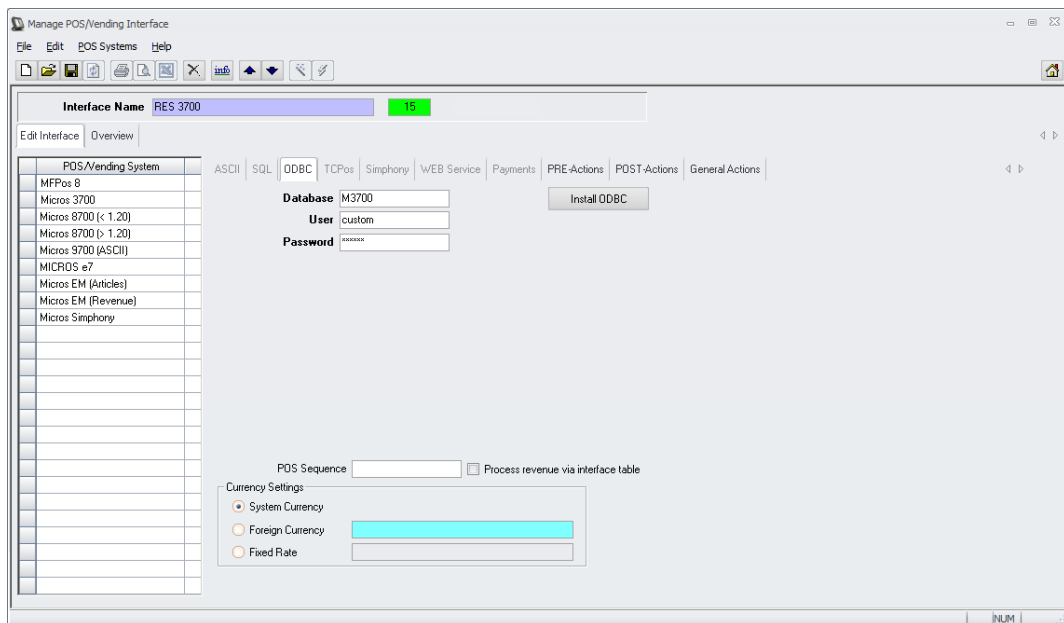 Manage POS/Vending Interface
File Edit POS Systems Help
info
Interface Name RES 3700 15
Edit Interface Overview
POS/Vending System
MFPos 8
Micros 3700
Micros 8700 (< 1.20)
Micros 8700 (> 1.20)
Micros 9700 (ASCII)
MICROS e7
Micros EM (Articles)
Micros EM (Revenue)
Micros Simphony
ASCII SQL ODBC TCPos Simphony WEB Service Payments PRE-Actions POST-Actions General Actions
Database M3700 Install ODBC
User custom
Password ******
POS Sequence Process revenue via interface table
Currency Settings
System Currency
Foreign Currency
Fixed Rate
NUM